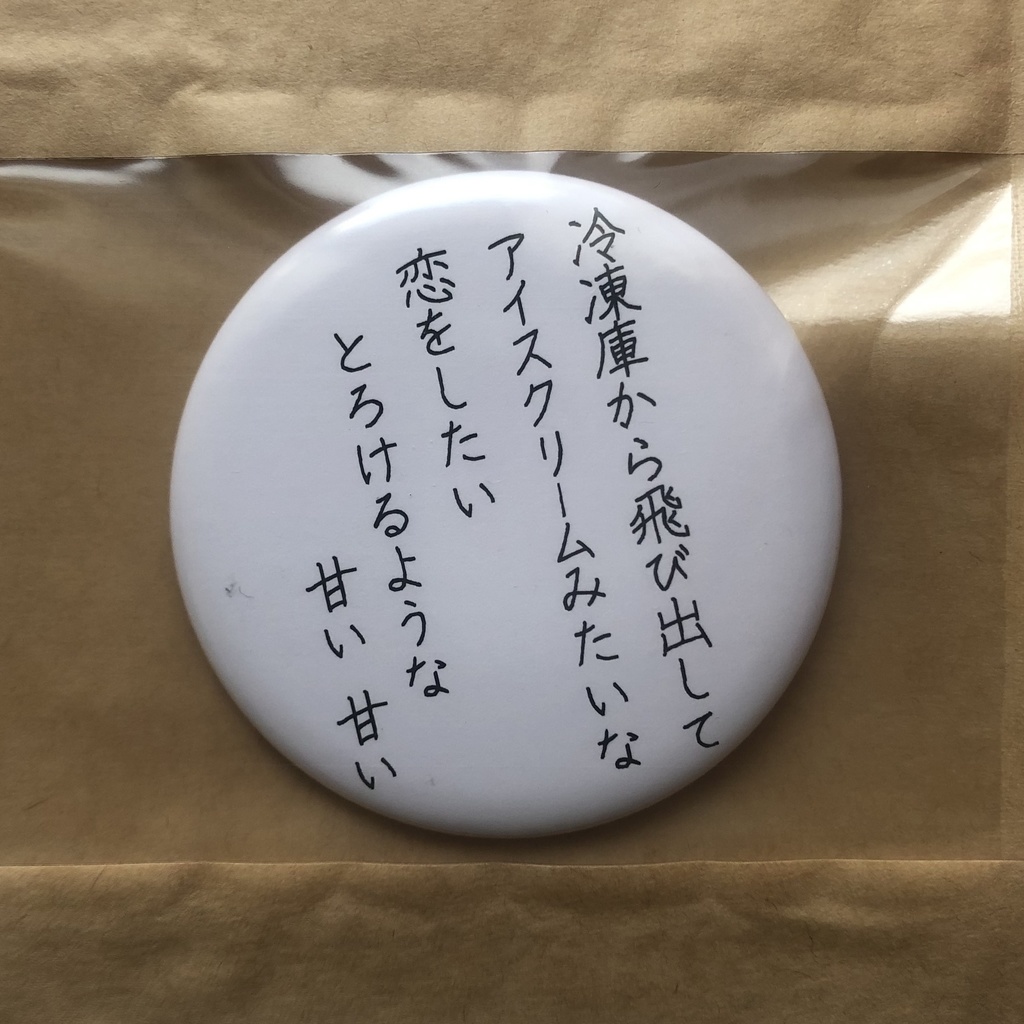 冷凍庫から飛び出して
アイスクリームみたいな
恋をしたい
とろけるような
甘い 甘い